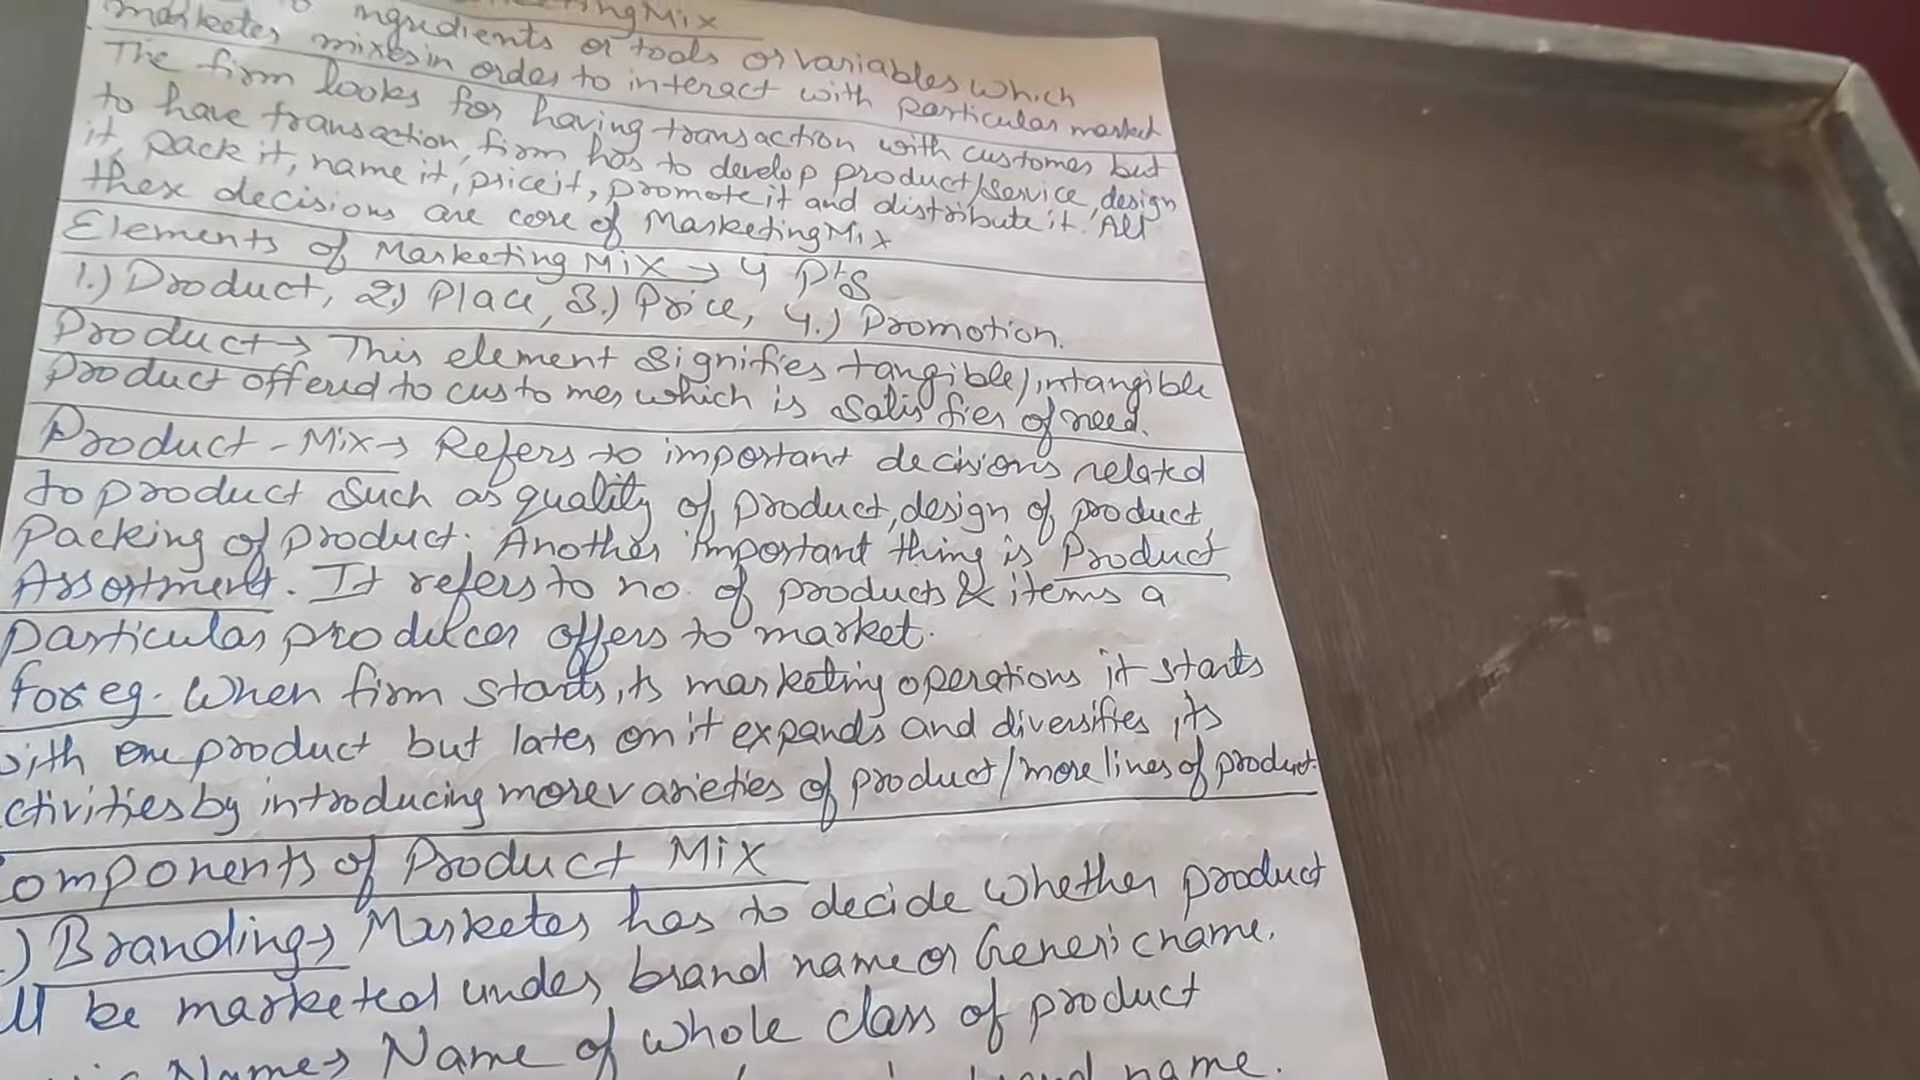 Marketing Mix
ingredients or tools or variables which
marketer mixes in order to interact with particular market
The firm looks for having transaction with customer but
to have transaction, firm has to develop product/service, design
it, pack it, name it, price it, promote it and distribute it. All
these decisions are core of Marketing Mix
Elements of Marketing Mix → 4 P's
1.) Product, 2.) Place, 3.) Price, 4.) Promotion.
Product → This element signifies tangible/intangible
product offered to customer which is satisfier of need.
Product - Mix → Refers to important decisions related
to product such as quality of product, design of product,
Packing of product. Another important thing is Product
Assortment. It refers to no. of products & items a
particular producer offers to market.
For eg. When firm starts its marketing operations it starts
with one product but later on it expands and diversifies its
ctivities by introducing more varieties of product/more lines of product.
omponents of Product Mix
.) Branding → Marketer has to decide whether product
ll be marketed under brand name or Generic name.
Name → Name of whole class of product
brand name.